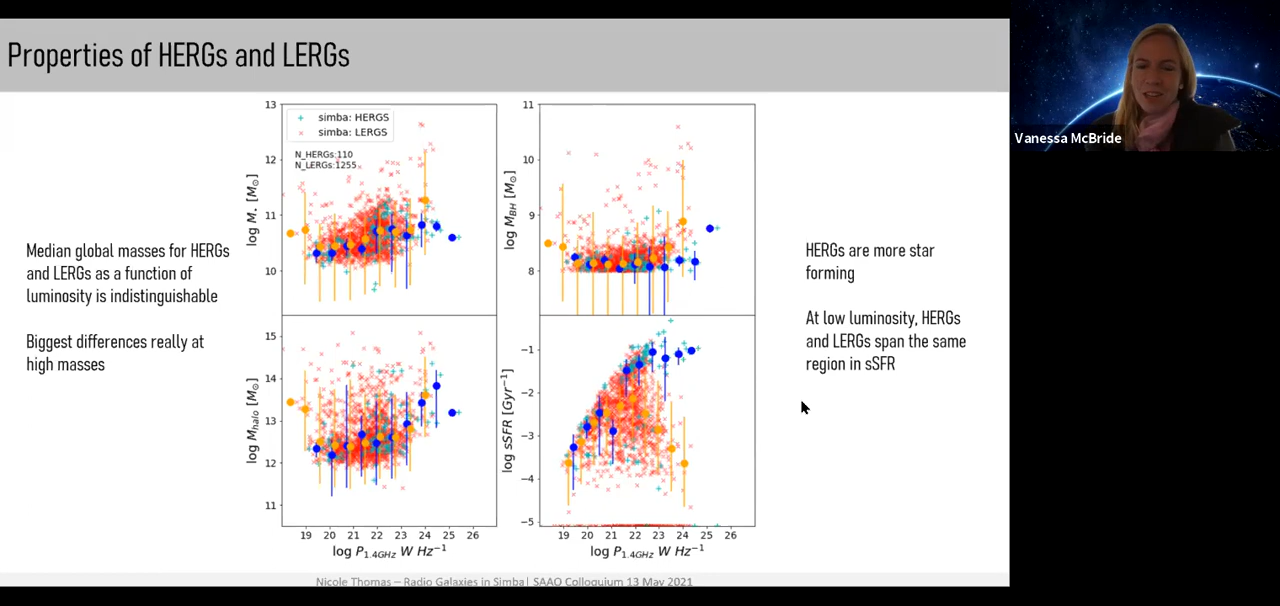 Properties of HERGs and LERGs
Vanessa McBride
Median global masses for HERGs
and LERGs as a function of
luminosity is indistinguishable
Biggest differences really at
high masses
simba: HERGS
simba: LERGS
N_HERGs:110
N_LERGs:1255
log M* [M⊙]
13
12
11
10
log MBH [M⊙]
11
10
9
8
log Mhalo [M⊙]
15
14
13
12
11
19 20 21 22 23 24 25 26
log P1.4GHz W Hz−1
log sSFR [Gyr−1]
−1
−2
−3
−4
−5
19 20 21 22 23 24 25 26
log P1.4GHz W Hz−1
HERGs are more star
forming
At low luminosity, HERGs
and LERGs span the same
region in sSFR
Nicole Thomas – Radio Galaxies in Simba| SAAO Colloquium 13 May 2021